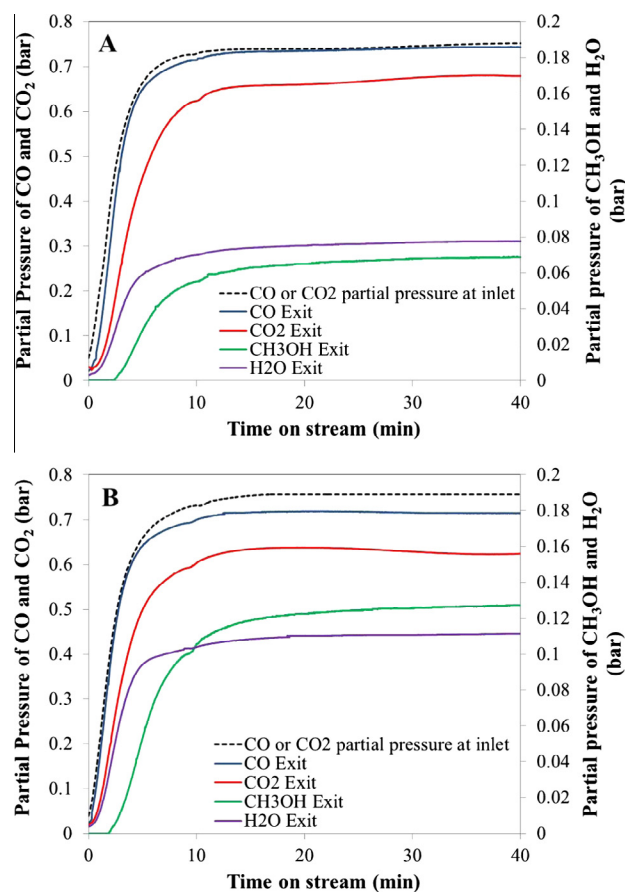 A
Partial Pressure of CO and CO₂ (bar)
0.8
0.7
0.6
0.5
0.4
0.3
0.2
0.1
0
0.2
0.18
0.16
0.14
0.12
0.1
0.08
0.06
0.04
0.02
0
Partial pressure of CH₃OH and H₂O
(bar)
CO or CO2 partial pressure at inlet
CO Exit
CO2 Exit
CH3OH Exit
H2O Exit
0 10 20 30 40
Time on stream (min)
B
Partial Pressure of CO and CO₂ (bar)
0.8
0.7
0.6
0.5
0.4
0.3
0.2
0.1
0
0.2
0.18
0.16
0.14
0.12
0.1
0.08
0.06
0.04
0.02
0
Partial pressure of CH₃OH and H₂O
(bar)
CO or CO2 partial pressure at inlet
CO Exit
CO2 Exit
CH3OH Exit
H2O Exit
0 10 20 30 40
Time on stream (min)